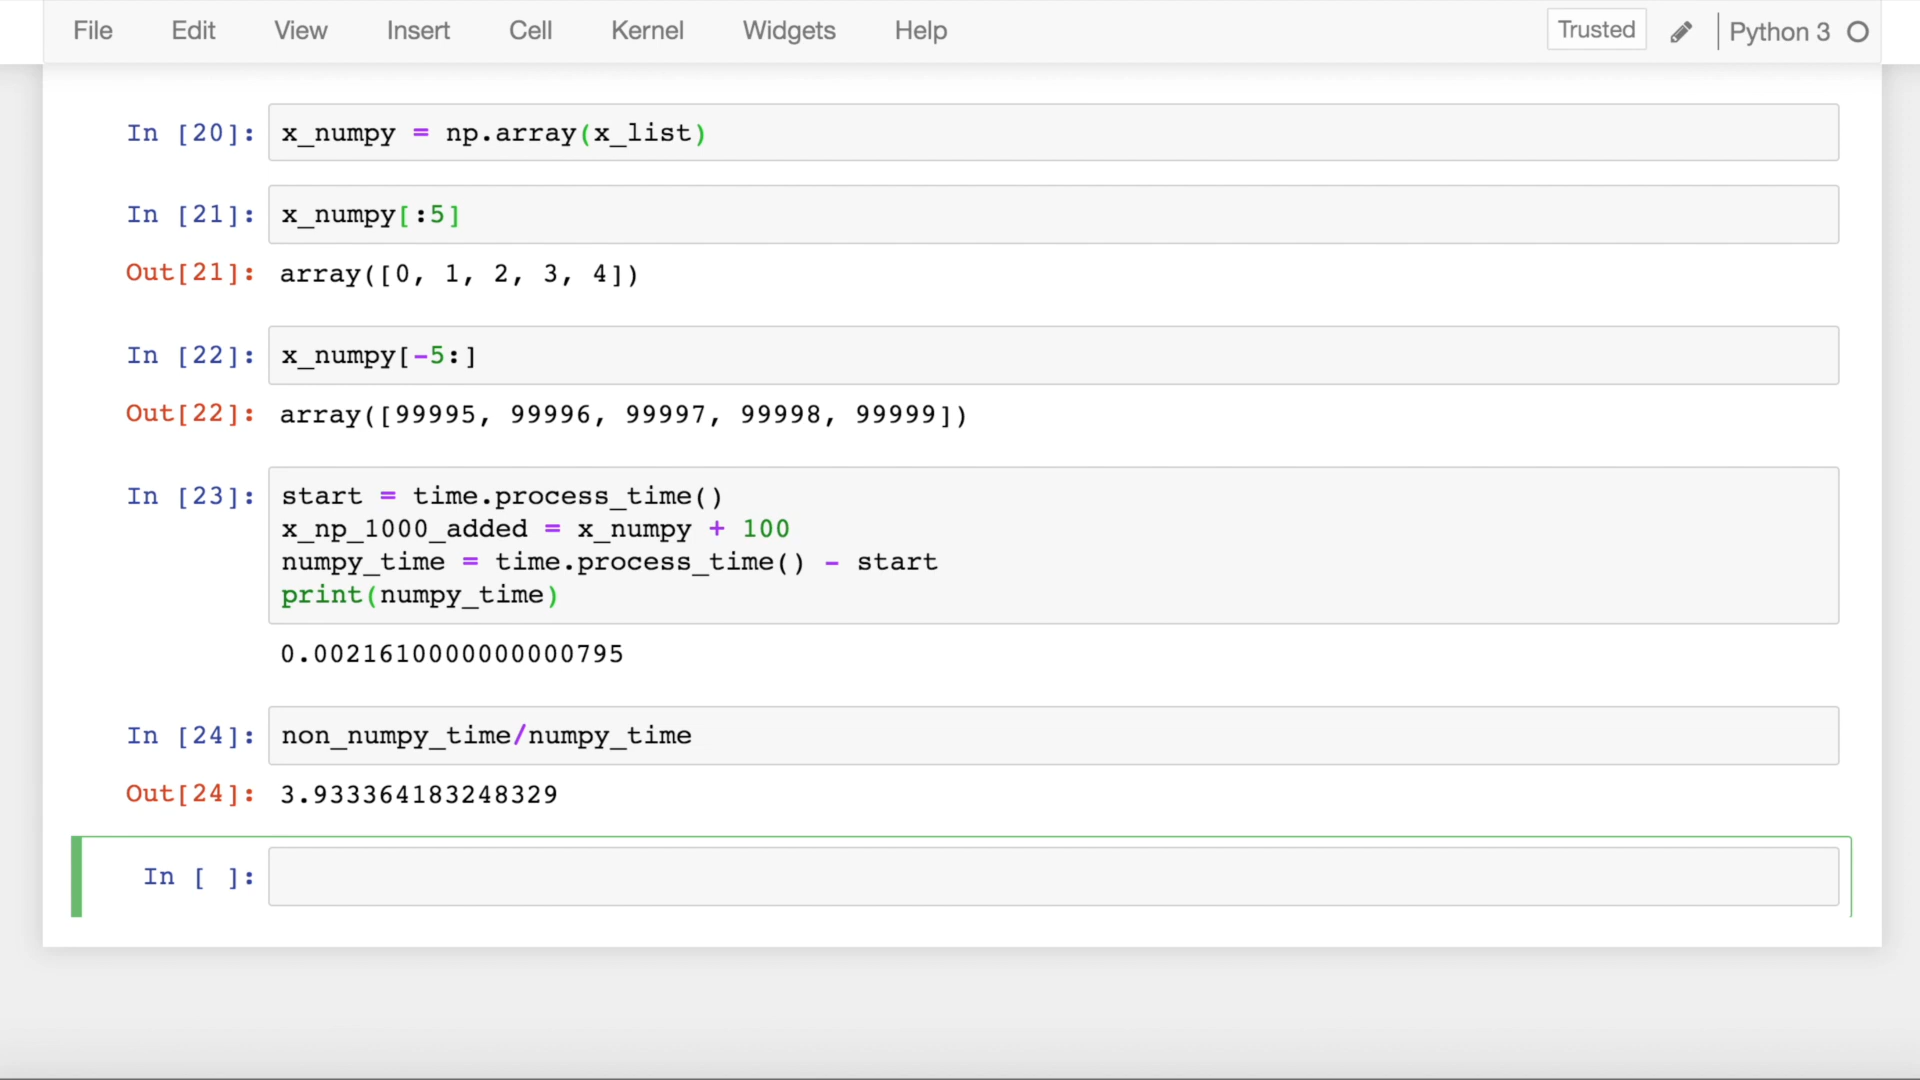 File Edit View Insert Cell Kernel Widgets Help Trusted Python 3
In [20]: x_numpy = np.array(x_list)
In [21]: x_numpy[:5]
Out[21]: array([0, 1, 2, 3, 4])
In [22]: x_numpy[-5:]
Out[22]: array([99995, 99996, 99997, 99998, 99999])
In [23]: start = time.process_time()
x_np_1000_added = x_numpy + 100
numpy_time = time.process_time() - start
print(numpy_time)
0.0021610000000000795
In [24]: non_numpy_time/numpy_time
Out[24]: 3.933364183248329
In [ ]: